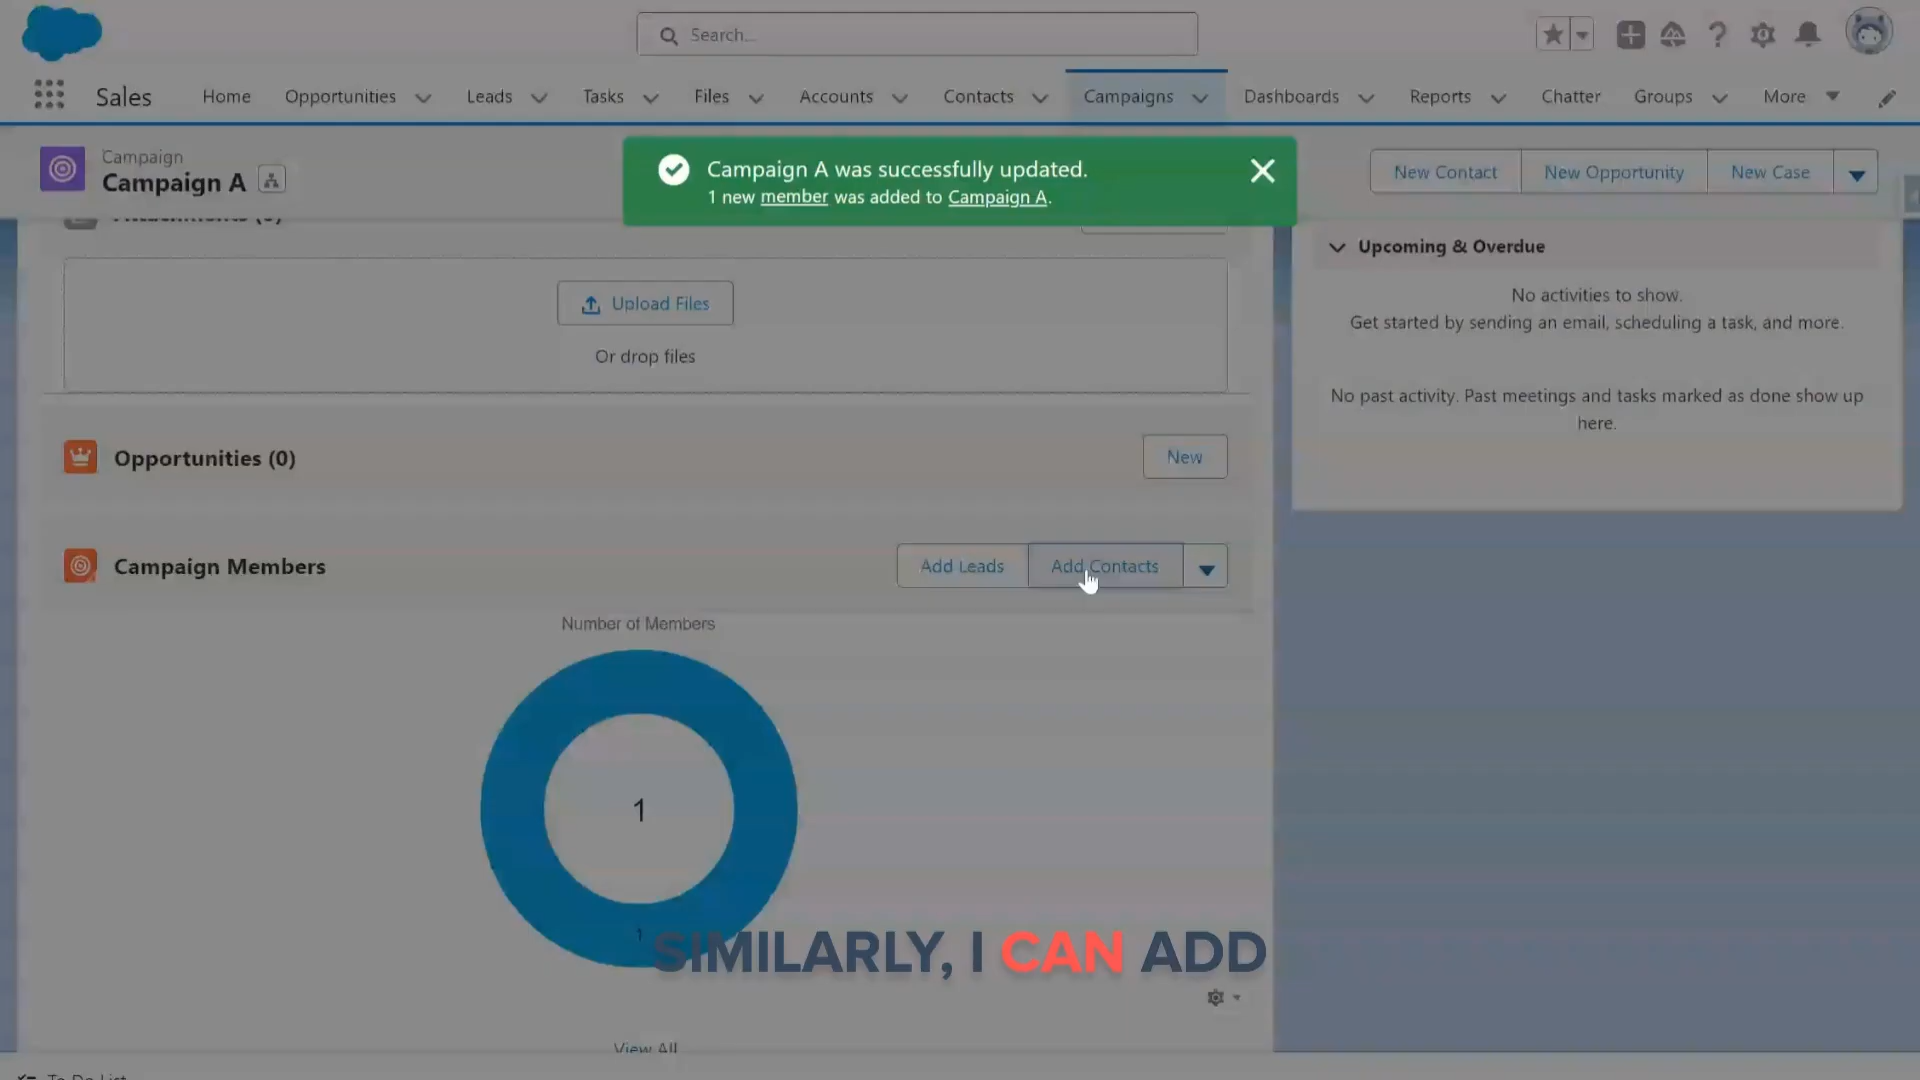 Search...
Sales
Home
Opportunities
Leads
Tasks
Files
Accounts
Contacts
Campaigns
Dashboards
Reports
Chatter
Groups
More
Campaign
Campaign A
Campaign A was successfully updated.
1 new member was added to Campaign A.
New Contact
New Opportunity
New Case
Upload Files
Or drop files
Upcoming & Overdue
No activities to show.
Get started by sending an email, scheduling a task, and more.
No past activity. Past meetings and tasks marked as done show up
here.
Opportunities (0)
New
Campaign Members
Add Leads
Add Contacts
Number of Members
1
1
SIMILARLY, I CAN ADD
View All
To Do List